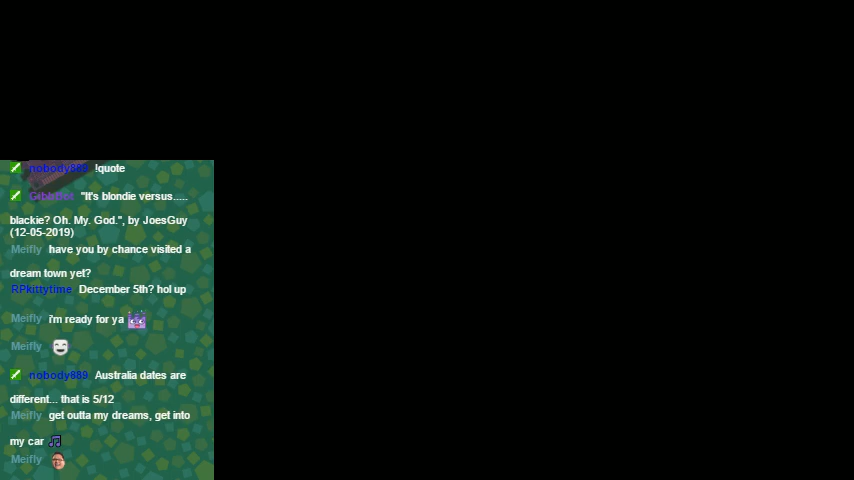 nobody889 !quote
GibbBot "It's blondie versus.....
blackie? Oh. My. God.", by JoesGuy
(12-05-2019)
Meifly have you by chance visited a
dream town yet?
RPkittytime December 5th? hol up
Meifly i'm ready for ya
Meifly
nobody889 Australia dates are
different... that is 5/12
Meifly get outta my dreams, get into
my car
Meifly